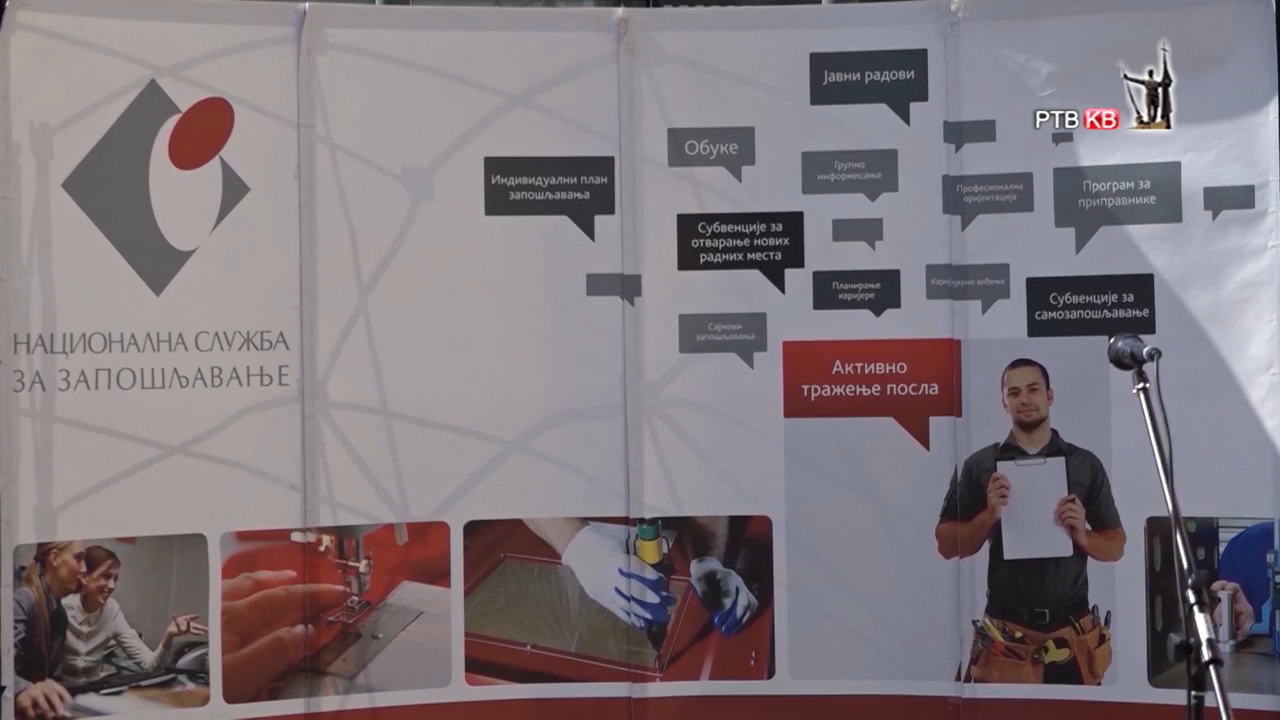 НАЦИОНАЛНА СЛУЖБА
ЗА ЗАПОШЉАВАЊЕ
Јавни радови
РТВ КВ
Обуке
Индивидуални план
запошљавања
Групно
информисање
Професионална
оријентација
Програм за
приправнике
Субвенције за
отварање нових
радних места
Планирање
каријере
Каријерно вођење
Субвенције за
самозапошљавање
Сајмови
запошљавања
Активно
тражење посла